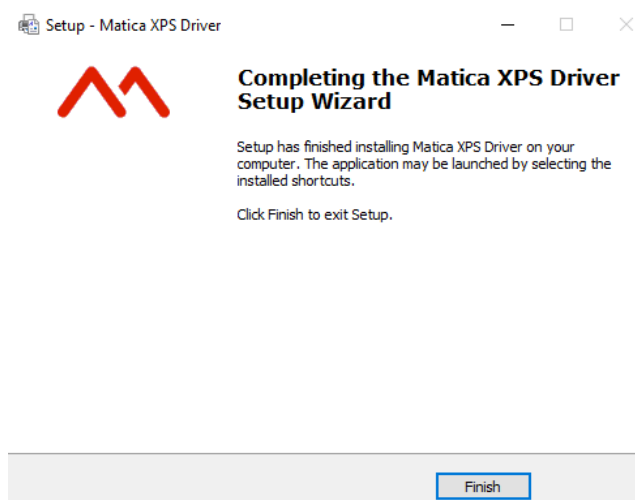 Setup - Matica XPS Driver
Completing the Matica XPS Driver
Setup Wizard
Setup has finished installing Matica XPS Driver on your
computer. The application may be launched by selecting the
installed shortcuts.
Click Finish to exit Setup.
Finish